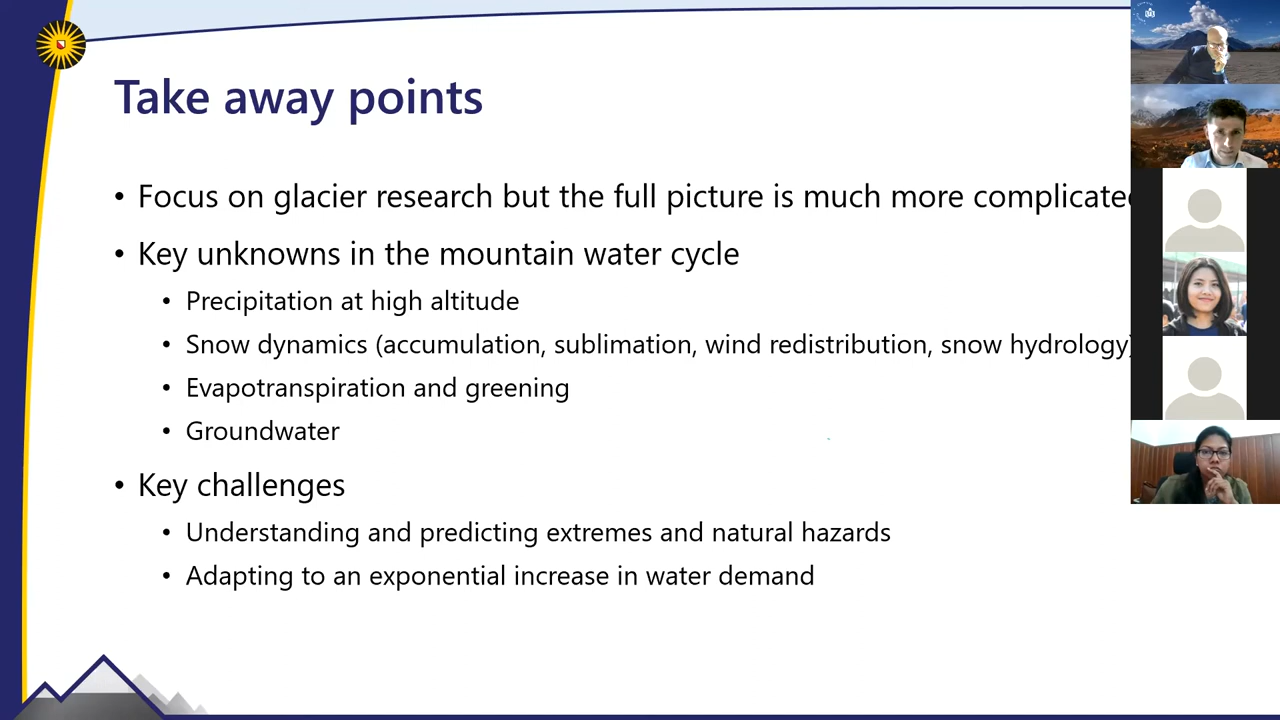 Take away points
• Focus on glacier research but the full picture is much more complicated
• Key unknowns in the mountain water cycle
• Precipitation at high altitude
• Snow dynamics (accumulation, sublimation, wind redistribution, snow hydrology)
• Evapotranspiration and greening
• Groundwater
• Key challenges
• Understanding and predicting extremes and natural hazards
• Adapting to an exponential increase in water demand